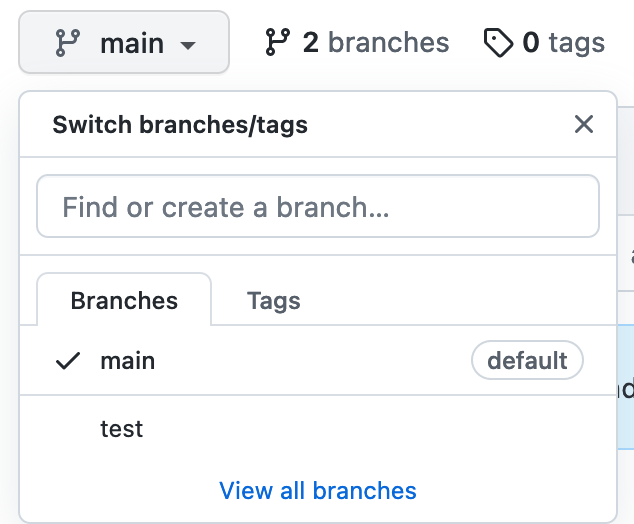 main 2 branches 0 tags
Switch branches/tags
Find or create a branch...
Branches Tags
main default
test
View all branches